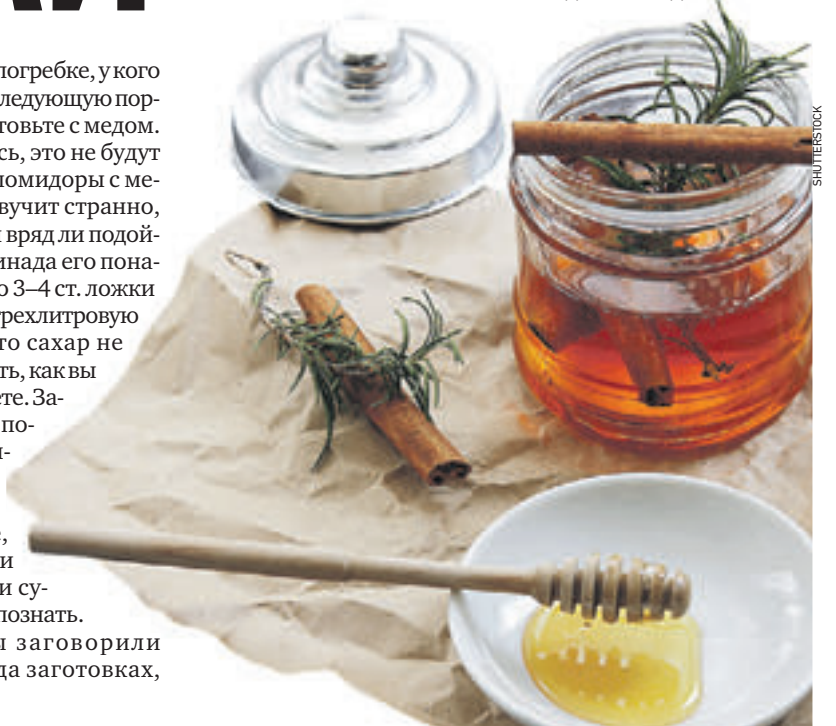 погребке, у кого
ледующую пор-
товьте с медом.
сь, это не будут
помидоры с ме-
вучит странно,
вряд ли подой-
инада его пона-
о 3–4 ст. ложки
трехлитровую
то сахар не
ть, как вы
ете. За-
по-
и
и су-
познать.
заговорили
да заготовках,
SHUTTERSTOCK